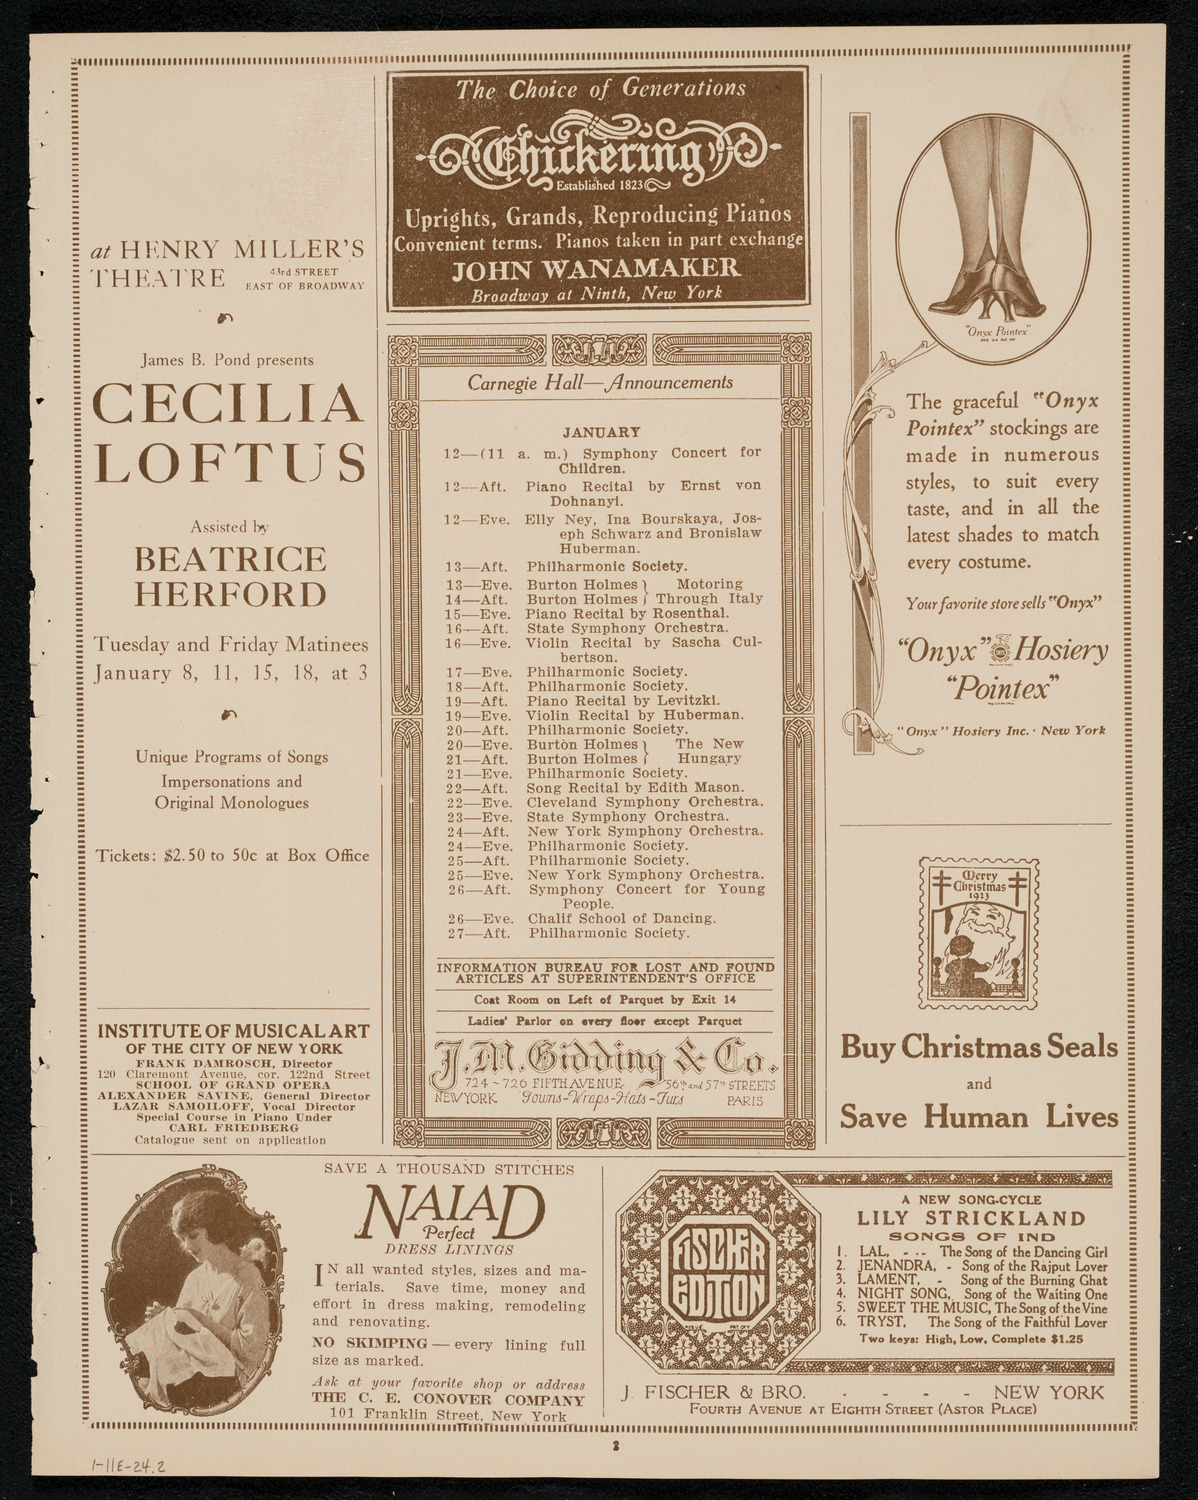 at HENRY MILLER'S
THEATRE 43rd STREET
EAST OF BROADWAY
James B. Pond presents
CECILIA
LOFTUS
Assisted by
BEATRICE
HERFORD
Tuesday and Friday Matinees
January 8, 11, 15, 18, at 3
Unique Programs of Songs
Impersonations and
Original Monologues
Tickets: $2.50 to 50c at Box Office
INSTITUTE OF MUSICAL ART
OF THE CITY OF NEW YORK
FRANK DAMROSCH, Director
120 Claremont Avenue, cor. 122nd Street
SCHOOL OF GRAND OPERA
ALEXANDER SAVINE, General Director
LAZAR SAMOILOFF, Vocal Director
Special Course in Piano Under
CARL FRIEDBERG
Catalogue sent on application
The Choice of Generations
Chickering
Established 1823
Uprights, Grands, Reproducing Pianos
Convenient terms. Pianos taken in part exchange
JOHN WANAMAKER
Broadway at Ninth, New York
Carnegie Hall—Announcements
JANUARY
12—(11 a. m.) Symphony Concert for
Children.
12—Aft. Piano Recital by Ernst von
Dohnanyi.
12—Eve. Elly Ney, Ina Bourskaya, Jos-
eph Schwarz and Bronislaw
Huberman.
13—Aft. Philharmonic Society.
13—Eve. Burton Holmes } Motoring
14—Aft. Burton Holmes } Through Italy
15—Eve. Piano Recital by Rosenthal.
16—Aft. State Symphony Orchestra.
16—Eve. Violin Recital by Sascha Cul-
bertson.
17—Eve. Philharmonic Society.
18—Aft. Philharmonic Society.
19—Aft. Piano Recital by Levitzki.
19—Eve. Violin Recital by Huberman.
20—Aft. Philharmonic Society.
20—Eve. Burton Holmes } The New
21—Aft. Burton Holmes } Hungary
21—Eve. Philharmonic Society.
22—Aft. Song Recital by Edith Mason.
22—Eve. Cleveland Symphony Orchestra.
23—Eve. State Symphony Orchestra.
24—Aft. New York Symphony Orchestra.
24—Eve. Philharmonic Society.
25—Aft. Philharmonic Society.
25—Eve. New York Symphony Orchestra.
26—Aft. Symphony Concert for Young
People.
26—Eve. Chalif School of Dancing.
27—Aft. Philharmonic Society.
INFORMATION BUREAU FOR LOST AND FOUND
ARTICLES AT SUPERINTENDENT'S OFFICE
Coat Room on Left of Parquet by Exit 14
Ladies' Parlor on every floor except Parquet
J.M. Gidding & Co.
724 - 726 FIFTH AVENUE 56th and 57th STREETS
NEW YORK Gowns-Wraps-Hats-Furs PARIS
"Onyx Pointex"
The graceful "Onyx
Pointex" stockings are
made in numerous
styles, to suit every
taste, and in all the
latest shades to match
every costume.
Your favorite store sells "Onyx"
"Onyx" Hosiery
"Pointex"
"Onyx" Hosiery Inc. · New York
Merry
Christmas
1923
Buy Christmas Seals
and
Save Human Lives
SAVE A THOUSAND STITCHES
NAIAD
Perfect
DRESS LININGS
IN all wanted styles, sizes and ma-
terials. Save time, money and
effort in dress making, remodeling
and renovating.
NO SKIMPING — every lining full
size as marked.
Ask at your favorite shop or address
THE C. E. CONOVER COMPANY
101 Franklin Street, New York
FISCHER
EDITION
A NEW SONG-CYCLE
LILY STRICKLAND
SONGS OF IND
1. LAL, - - - The Song of the Dancing Girl
2. JENANDRA, - Song of the Rajput Lover
3. LAMENT, - Song of the Burning Ghat
4. NIGHT SONG, Song of the Waiting One
5. SWEET THE MUSIC, The Song of the Vine
6. TRYST, The Song of the Faithful Lover
Two keys: High, Low, Complete $1.25
J. FISCHER & BRO. - - - - NEW YORK
FOURTH AVENUE AT EIGHTH STREET (ASTOR PLACE)
2
1-11E-24.2